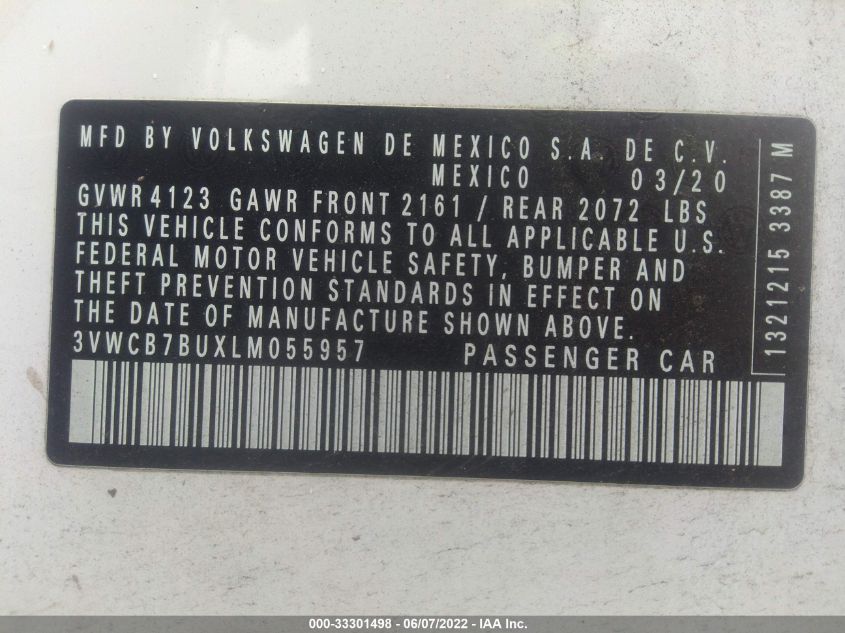 MFD BY VOLKSWAGEN DE MEXICO S.A. DE C.V.
MEXICO 03/20
GVWR 4123 GAWR FRONT 2161 / REAR 2072 LBS
THIS VEHICLE CONFORMS TO ALL APPLICABLE U.S.
FEDERAL MOTOR VEHICLE SAFETY, BUMPER AND
THEFT PREVENTION STANDARDS IN EFFECT ON
THE DATE OF MANUFACTURE SHOWN ABOVE.
3VWCB7BUXLM055957 PASSENGER CAR
1321215 3387 M
000-33301498 - 06/07/2022 - IAA Inc.